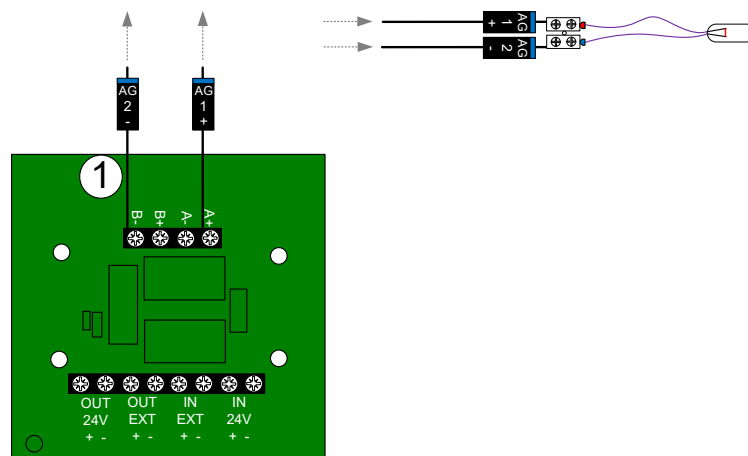 AG
1
+
AG
2
-
AG
2
-
AG
1
+
1
B-
B+
A-
A+
OUT
24V
+ -
OUT
EXT
+ -
IN
EXT
+ -
IN
24V
+ -